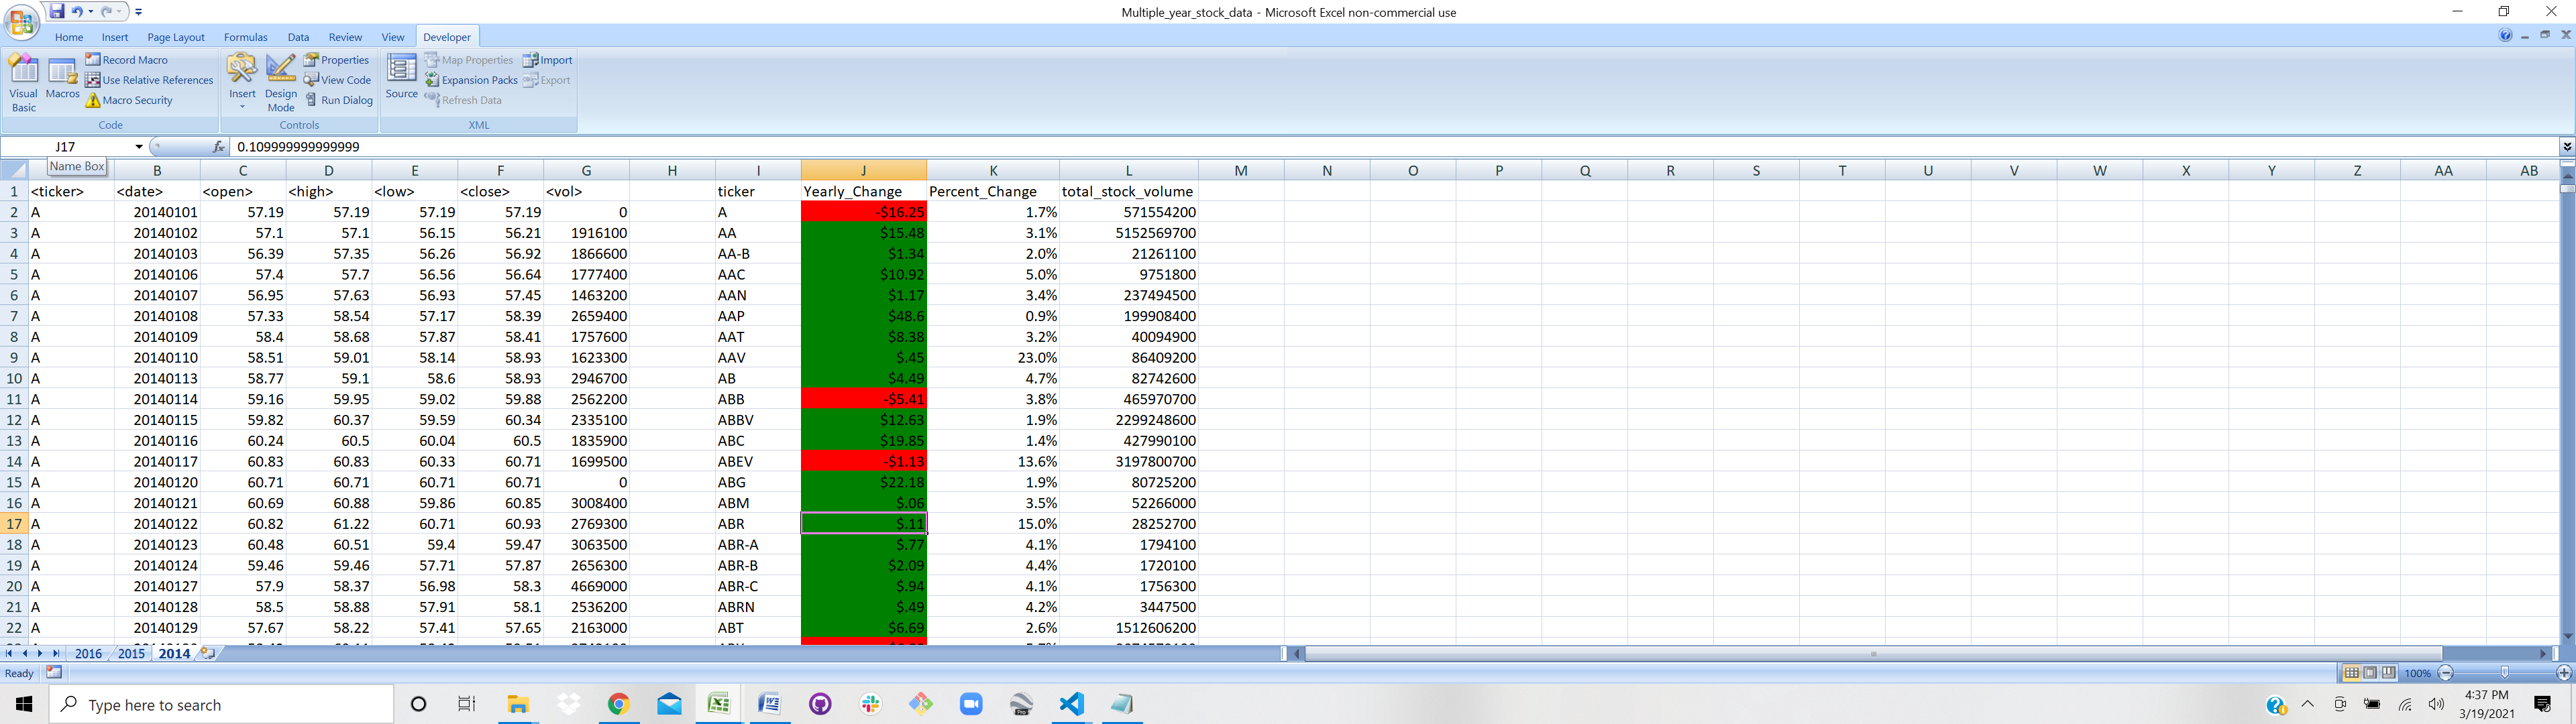 Multiple_year_stock_data - Microsoft Excel non-commercial use
Home Insert Page Layout Formulas Data Review View Developer
Visual Basic
Macros
Record Macro
Use Relative References
Macro Security
Code
Insert
Design Mode
Properties
View Code
Run Dialog
Controls
Source
Map Properties
Expansion Packs
Refresh Data
Import
Export
XML
J17 fx 0.109999999999999
Name Box
B C D E F G H I J K L M N O P Q R S T U V W X Y Z AA AB
1 <ticker> <date> <open> <high> <low> <close> <vol> ticker Yearly_Change Percent_Change total_stock_volume
2 A 20140101 57.19 57.19 57.19 57.19 0 A -$16.25 1.7% 571554200
3 A 20140102 57.1 57.1 56.15 56.21 1916100 AA $15.48 3.1% 5152569700
4 A 20140103 56.39 57.35 56.26 56.92 1866600 AA-B $1.34 2.0% 21261100
5 A 20140106 57.4 57.7 56.56 56.64 1777400 AAC $10.92 5.0% 9751800
6 A 20140107 56.95 57.63 56.93 57.45 1463200 AAN $1.17 3.4% 237494500
7 A 20140108 57.33 58.54 57.17 58.39 2659400 AAP $48.6 0.9% 199908400
8 A 20140109 58.4 58.68 57.87 58.41 1757600 AAT $8.38 3.2% 40094900
9 A 20140110 58.51 59.01 58.14 58.93 1623300 AAV $.45 23.0% 86409200
10 A 20140113 58.77 59.1 58.6 58.93 2946700 AB $4.49 4.7% 82742600
11 A 20140114 59.16 59.95 59.02 59.88 2562200 ABB -$5.41 3.8% 465970700
12 A 20140115 59.82 60.37 59.59 60.34 2335100 ABBV $12.63 1.9% 2299248600
13 A 20140116 60.24 60.5 60.04 60.5 1835900 ABC $19.85 1.4% 427990100
14 A 20140117 60.83 60.83 60.33 60.71 1699500 ABEV -$1.13 13.6% 3197800700
15 A 20140120 60.71 60.71 60.71 60.71 0 ABG $22.18 1.9% 80725200
16 A 20140121 60.69 60.88 59.86 60.85 3008400 ABM $.06 3.5% 52266000
17 A 20140122 60.82 61.22 60.71 60.93 2769300 ABR $.11 15.0% 28252700
18 A 20140123 60.48 60.51 59.4 59.47 3063500 ABR-A $.77 4.1% 1794100
19 A 20140124 59.46 59.46 57.71 57.87 2656300 ABR-B $2.09 4.4% 1720100
20 A 20140127 57.9 58.37 56.98 58.3 4669000 ABR-C $.94 4.1% 1756300
21 A 20140128 58.5 58.88 57.91 58.1 2536200 ABRN $.49 4.2% 3447500
22 A 20140129 57.67 58.22 57.41 57.65 2163000 ABT $6.69 2.6% 1512606200
2016 2015 2014
Ready 100%
Type here to search
4:37 PM
3/19/2021